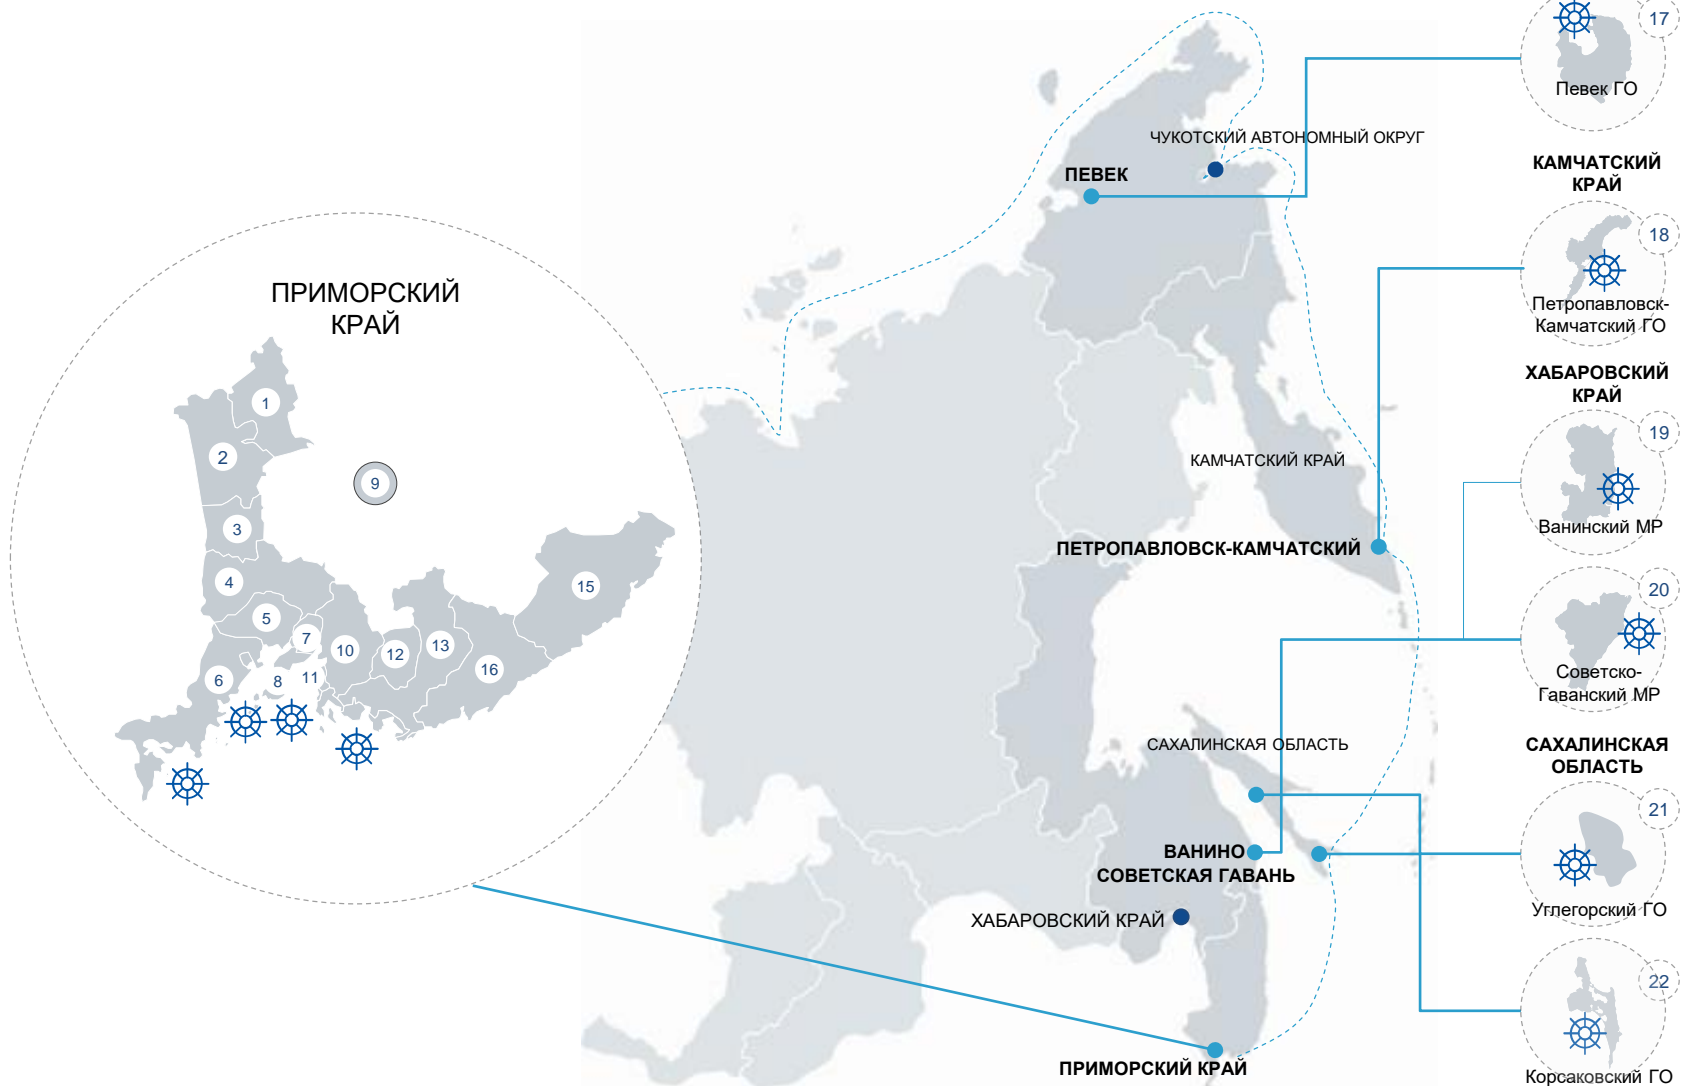 ПРИМОРСКИЙ
КРАЙ
1
2
3
4
5
6
7
8
9
10
11
12
13
15
16
ЧУКОТСКИЙ АВТОНОМНЫЙ ОКРУГ
ПЕВЕК
КАМЧАТСКИЙ КРАЙ
ПЕТРОПАВЛОВСК-КАМЧАТСКИЙ
САХАЛИНСКАЯ ОБЛАСТЬ
ВАНИНО
СОВЕТСКАЯ ГАВАНЬ
ХАБАРОВСКИЙ КРАЙ
ПРИМОРСКИЙ КРАЙ
17
Певек ГО
КАМЧАТСКИЙ
КРАЙ
18
Петропавловск-
Камчатский ГО
ХАБАРОВСКИЙ
КРАЙ
19
Ванинский МР
20
Советско-
Гаванский МР
САХАЛИНСКАЯ
ОБЛАСТЬ
21
Углегорский ГО
22
Корсаковский ГО